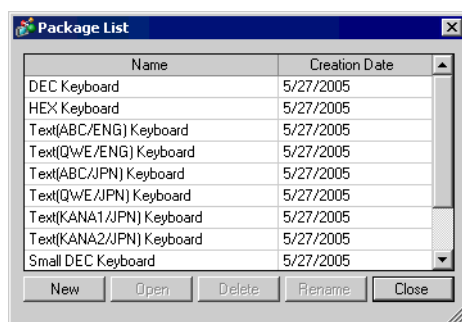 Package List
Name Creation Date
DEC Keyboard 5/27/2005
HEX Keyboard 5/27/2005
Text(ABC/ENG) Keyboard 5/27/2005
Text(QWE/ENG) Keyboard 5/27/2005
Text(ABC/JPN) Keyboard 5/27/2005
Text(QWE/JPN) Keyboard 5/27/2005
Text(KANA1/JPN) Keyboard 5/27/2005
Text(KANA2/JPN) Keyboard 5/27/2005
Small DEC Keyboard 5/27/2005
New Open Delete Rename Close